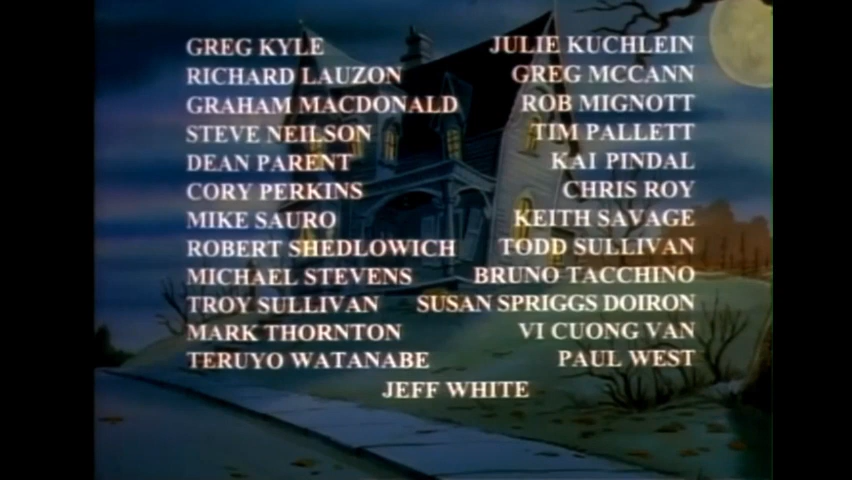 GREG KYLE JULIE KUCHLEIN
RICHARD LAUZON GREG MCCANN
GRAHAM MACDONALD ROB MIGNOTT
STEVE NEILSON TIM PALLETT
DEAN PARENT KAI PINDAL
CORY PERKINS CHRIS ROY
MIKE SAURO KEITH SAVAGE
ROBERT SHEDLOWICH TODD SULLIVAN
MICHAEL STEVENS BRUNO TACCHINO
TROY SULLIVAN SUSAN SPRIGGS DOIRON
MARK THORNTON VI CUONG VAN
TERUYO WATANABE PAUL WEST
JEFF WHITE